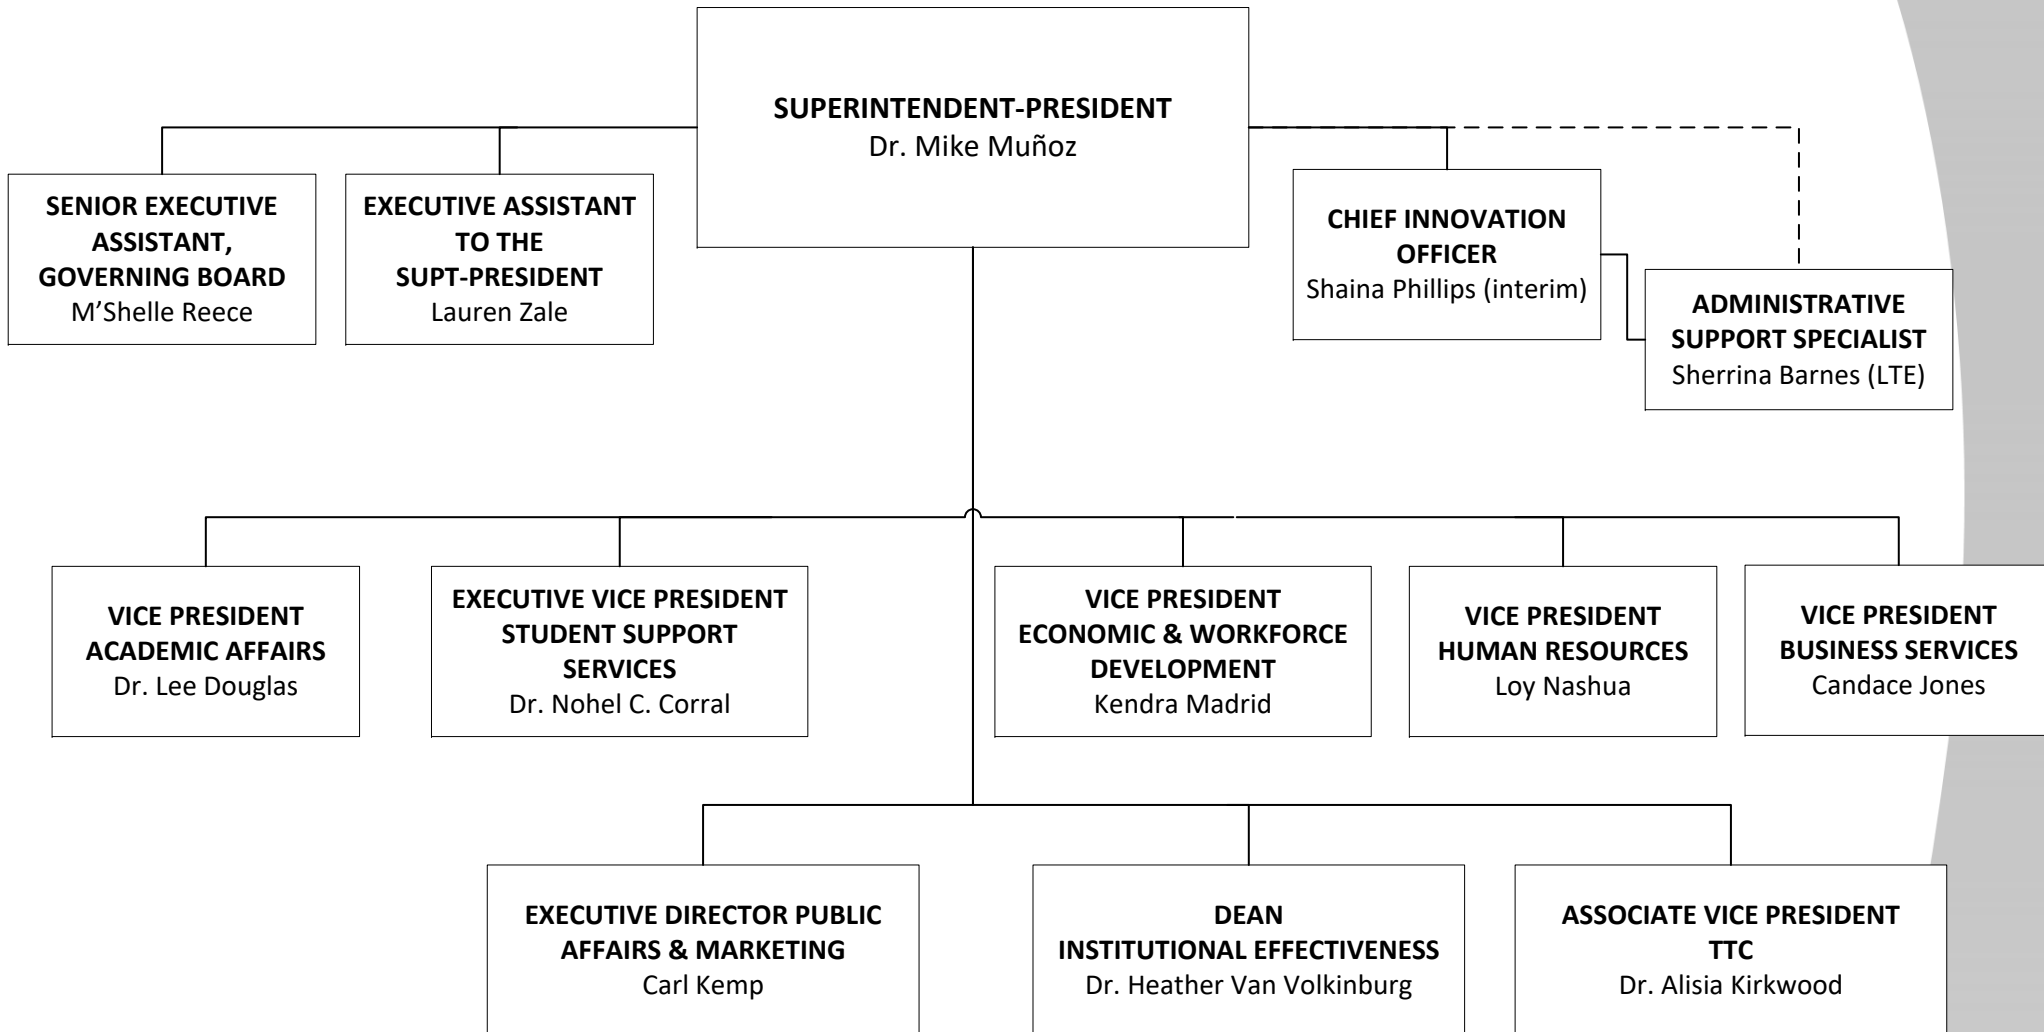 SUPERINTENDENT-PRESIDENT
Dr. Mike Muñoz
SENIOR EXECUTIVE
ASSISTANT,
GOVERNING BOARD
M’Shelle Reece
EXECUTIVE ASSISTANT
TO THE
SUPT-PRESIDENT
Lauren Zale
CHIEF INNOVATION
OFFICER
Shaina Phillips (interim)
ADMINISTRATIVE
SUPPORT SPECIALIST
Sherrina Barnes (LTE)
VICE PRESIDENT
ACADEMIC AFFAIRS
Dr. Lee Douglas
EXECUTIVE VICE PRESIDENT
STUDENT SUPPORT
SERVICES
Dr. Nohel C. Corral
VICE PRESIDENT
ECONOMIC & WORKFORCE
DEVELOPMENT
Kendra Madrid
VICE PRESIDENT
HUMAN RESOURCES
Loy Nashua
VICE PRESIDENT
BUSINESS SERVICES
Candace Jones
EXECUTIVE DIRECTOR PUBLIC
AFFAIRS & MARKETING
Carl Kemp
DEAN
INSTITUTIONAL EFFECTIVENESS
Dr. Heather Van Volkinburg
ASSOCIATE VICE PRESIDENT
TTC
Dr. Alisia Kirkwood